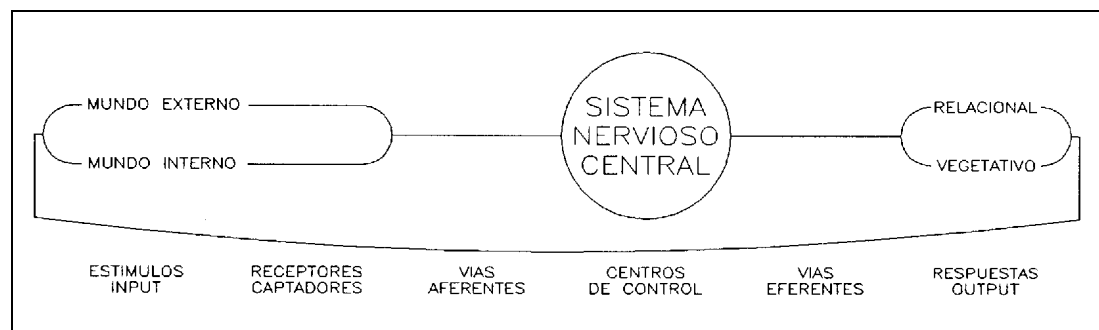 MUNDO EXTERNO
MUNDO INTERNO
SISTEMA
NERVIOSO
CENTRAL
RELACIONAL
VEGETATIVO
ESTIMULOS
INPUT
RECEPTORES
CAPTADORES
VIAS
AFERENTES
CENTROS
DE CONTROL
VIAS
EFERENTES
RESPUESTAS
OUTPUT